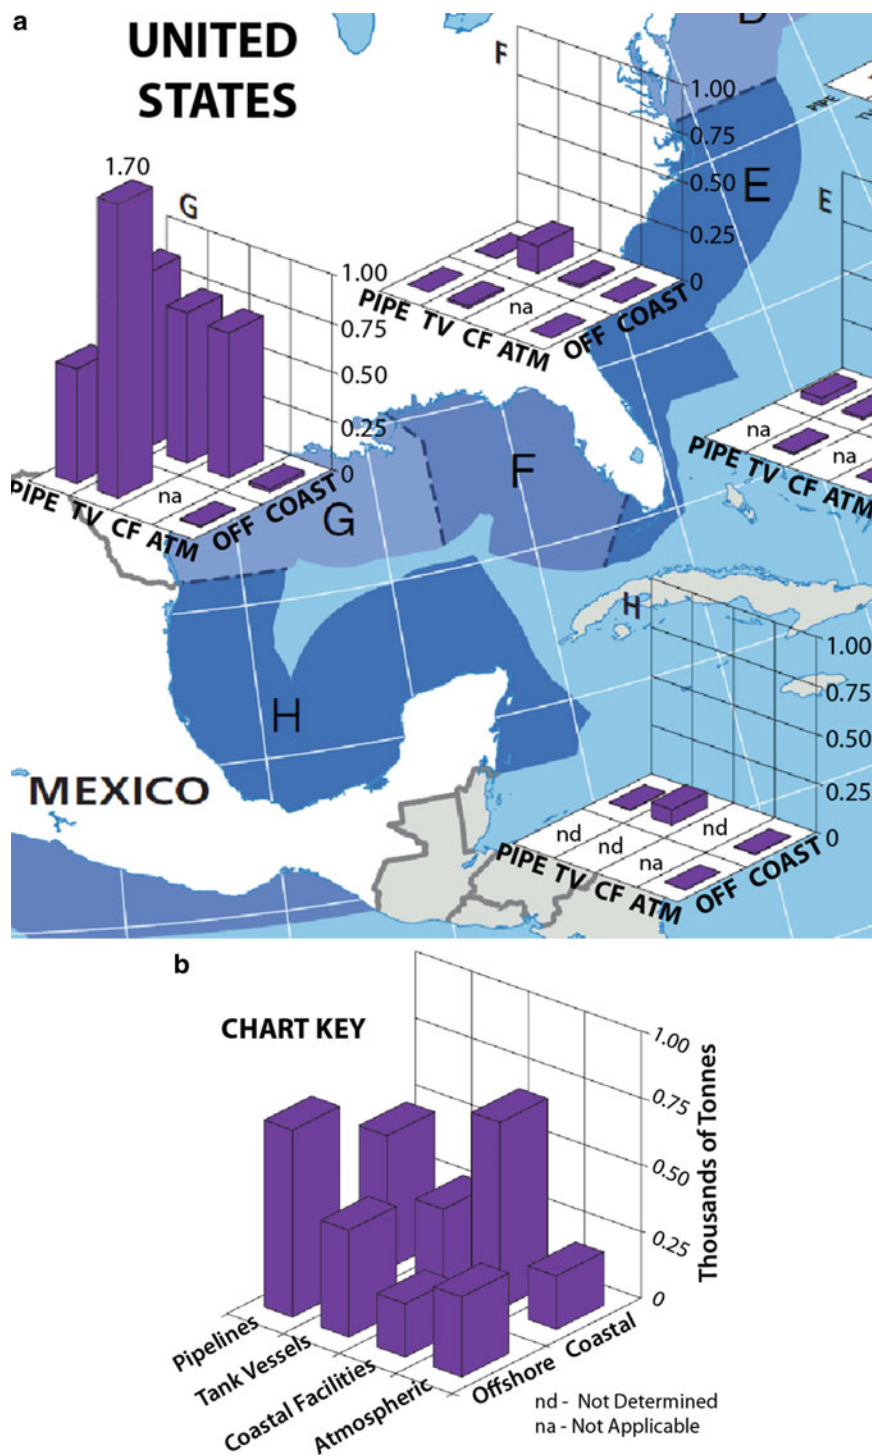 a
UNITED
STATES
D
F
1.00
0.75
0.50
0.25
0
PIPE TV CF ATM OFF COAST
na
E
PIPE
E
PIPE TV CF ATM
na
na
1.70
G
1.00
0.75
0.50
0.25
0
PIPE TV CF ATM OFF COAST
na
F
G
H
H
1.00
0.75
0.50
0.25
0
PIPE TV CF ATM OFF COAST
nd
nd
na
nd
MEXICO
b
CHART KEY
1.00
0.75
0.50
0.25
0
Thousands of Tonnes
Pipelines
Tank Vessels
Coastal Facilities
Atmospheric
Offshore Coastal
nd - Not Determined
na - Not Applicable